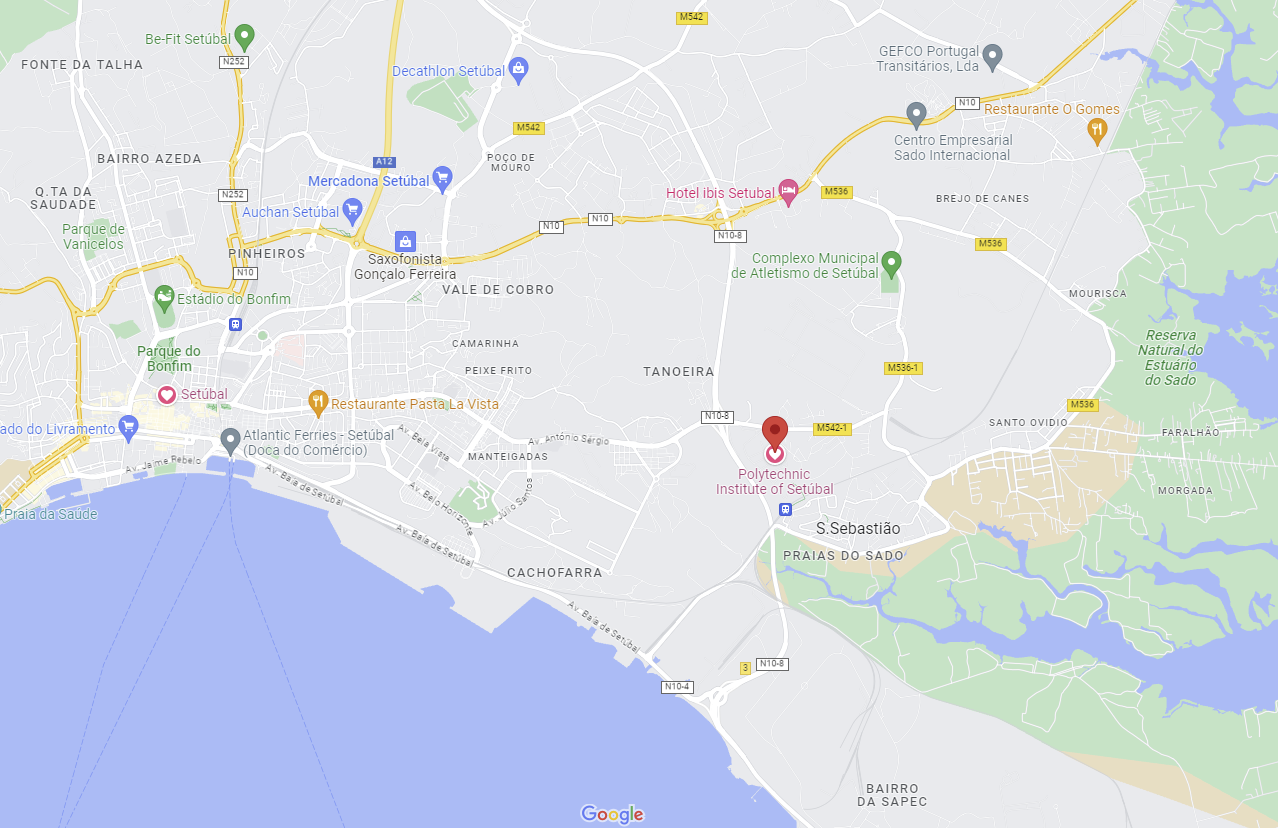 M542
Be-Fit Setúbal
N252
FONTE DA TALHA
Decathlon Setúbal
GEFCO Portugal
Transitários, Lda
N10
Restaurante O Gomes
M542
Centro Empresarial
Sado Internacional
BAIRRO AZEDA
A12
POÇO DE
MOURO
Mercadona Setúbal
Q.TA DA
SAUDADE
N252
Hotel ibis Setubal
M536
BREJO DE CANES
Auchan Setúbal
N10
N10
Parque de
Vanicelos
N10-8
M536
PINHEIROS
Saxofonista
Gonçalo Ferreira
N10
Complexo Municipal
de Atletismo de Setúbal
VALE DE COBRO
MOURISCA
Estádio do Bonfim
Reserva
Natural do
Estuário
do Sado
CAMARINHA
Parque do
Bonfim
PEIXE FRITO
TANOEIRA
M536-1
Setúbal
Restaurante Pasta La Vista
N10-8
M536
ado do Livramento
M542-1
SANTO OVIDIO
FARALHÃO
Atlantic Ferries - Setúbal
(Doca do Comércio)
Av. Bela Vista
Av. António Sérgio
MANTEIGADAS
Av. Jaime Rebelo
Polytechnic
Institute of Setúbal
Av. Baía de Setúbal
Av. Belo Horizonte
Av. Julio Santos
MORGADA
Praia da Saúde
S.Sebastião
Av. Baía de Setúbal
PRAIAS DO SADO
CACHOFARRA
Av. Baía de Setúbal
3
N10-8
N10-4
BAIRRO
DA SAPEC
Google